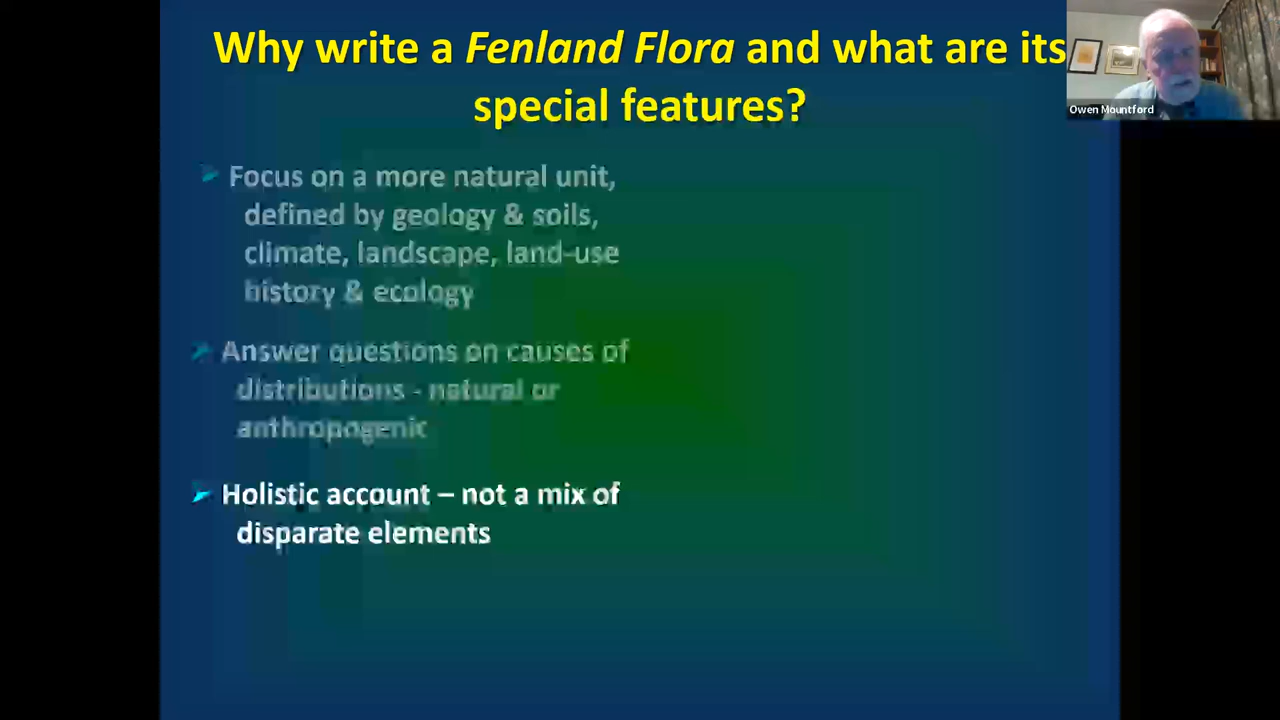 Why write a Fenland Flora and what are its
special features?
Owen Mountford
Focus on a more natural unit,
defined by geology & soils,
climate, landscape, land-use
history & ecology
Answer questions on causes of
distributions - natural or
anthropogenic
Holistic account – not a mix of
disparate elements